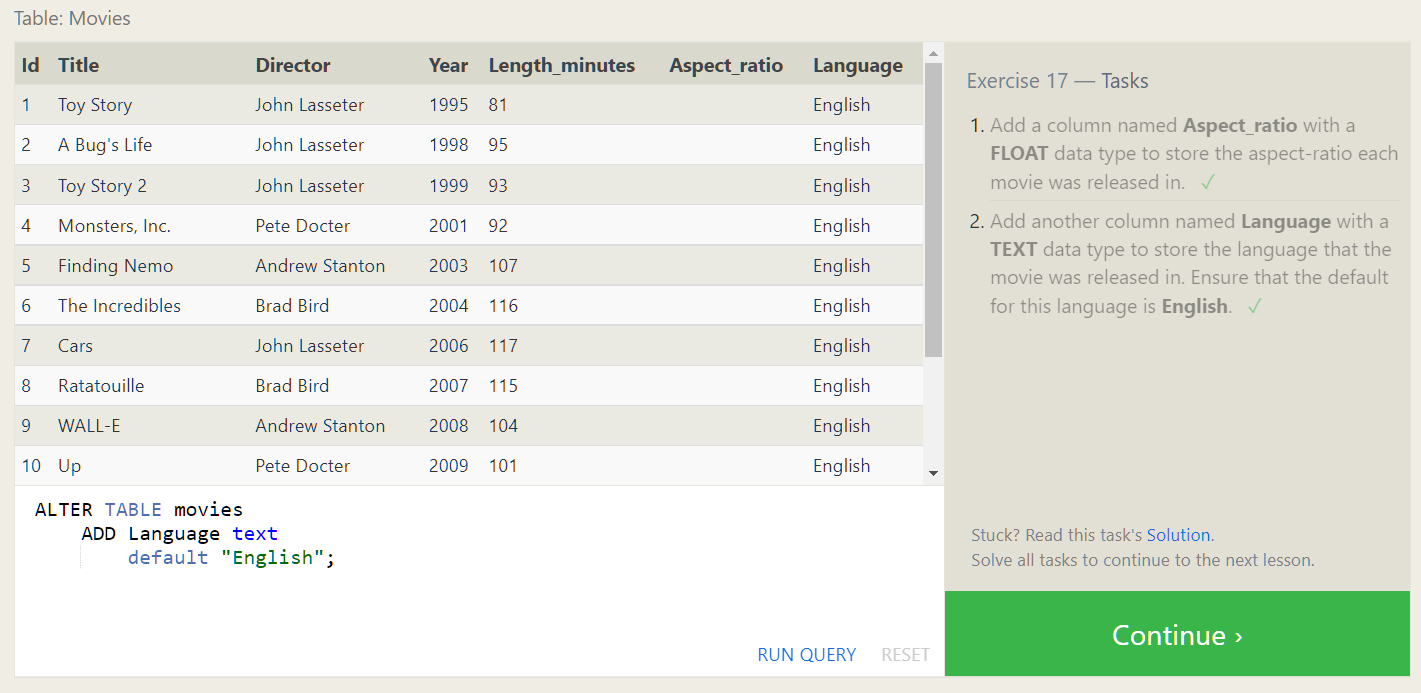 Table: Movies
Id Title Director Year Length_minutes Aspect_ratio Language
1 Toy Story John Lasseter 1995 81 English
2 A Bug's Life John Lasseter 1998 95 English
3 Toy Story 2 John Lasseter 1999 93 English
4 Monsters, Inc. Pete Docter 2001 92 English
5 Finding Nemo Andrew Stanton 2003 107 English
6 The Incredibles Brad Bird 2004 116 English
7 Cars John Lasseter 2006 117 English
8 Ratatouille Brad Bird 2007 115 English
9 WALL-E Andrew Stanton 2008 104 English
10 Up Pete Docter 2009 101 English
ALTER TABLE movies
ADD Language text
default "English";
RUN QUERY RESET
Exercise 17 — Tasks
1. Add a column named Aspect_ratio with a
FLOAT data type to store the aspect-ratio each
movie was released in. ✓
2. Add another column named Language with a
TEXT data type to store the language that the
movie was released in. Ensure that the default
for this language is English. ✓
Stuck? Read this task's Solution.
Solve all tasks to continue to the next lesson.
Continue ›